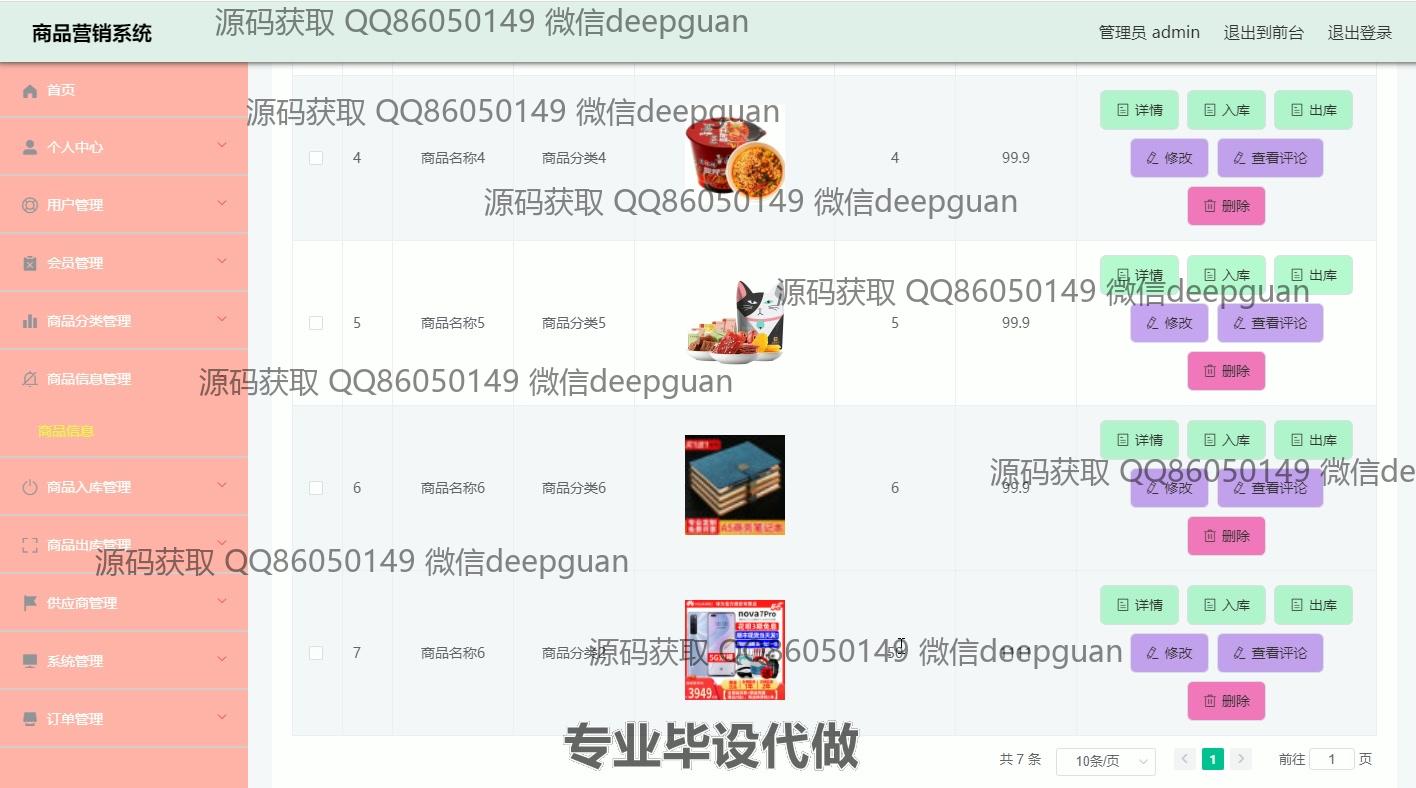 商品营销系统
源码获取 QQ86050149 微信deepguan
管理员 admin 退出到前台 退出登录
首页
个人中心
用户管理
会员管理
商品分类管理
商品信息管理
商品信息
商品入库管理
商品出库管理
供应商管理
系统管理
订单管理
源码获取 QQ86050149 微信deepguan
详情 入库 出库
4 商品名称4 商品分类4 4 99.9
修改 查看评论
源码获取 QQ86050149 微信deepguan
删除
详情 入库 出库
源码获取 QQ86050149 微信deepguan
5 商品名称5 商品分类5 5 99.9
修改 查看评论
删除
源码获取 QQ86050149 微信deepguan
详情 入库 出库
源码获取 QQ86050149 微信de
6 商品名称6 商品分类6 6 99.9
修改 查看评论
A5商务笔记本
删除
源码获取 QQ86050149 微信deepguan
详情 入库 出库
nova7Pro
7 商品名称6 商品分类
修改 查看评论
源码获取 QQ86050149 微信deepguan
3949
删除
专业毕设代做
共 7 条 10条/页 1 前往 1 页